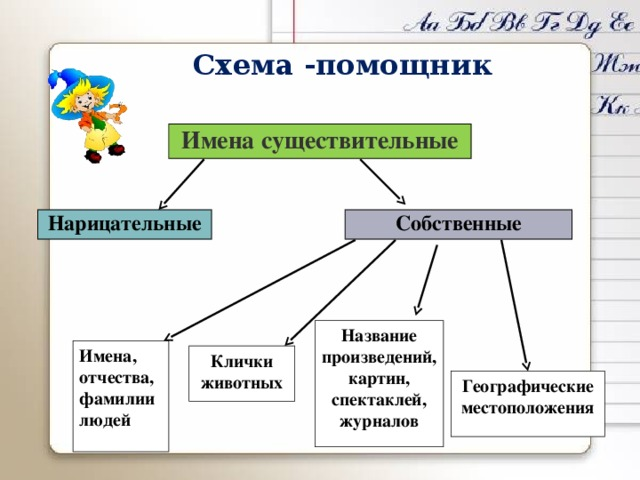 Аа Бб Вв Гг Дд Ее
Схема -помощник
Кк
Имена существительные
Нарицательные
Собственные
Имена,
отчества,
фамилии
людей
Клички
животных
Название
произведений,
картин,
спектаклей,
журналов
Географические
местоположения